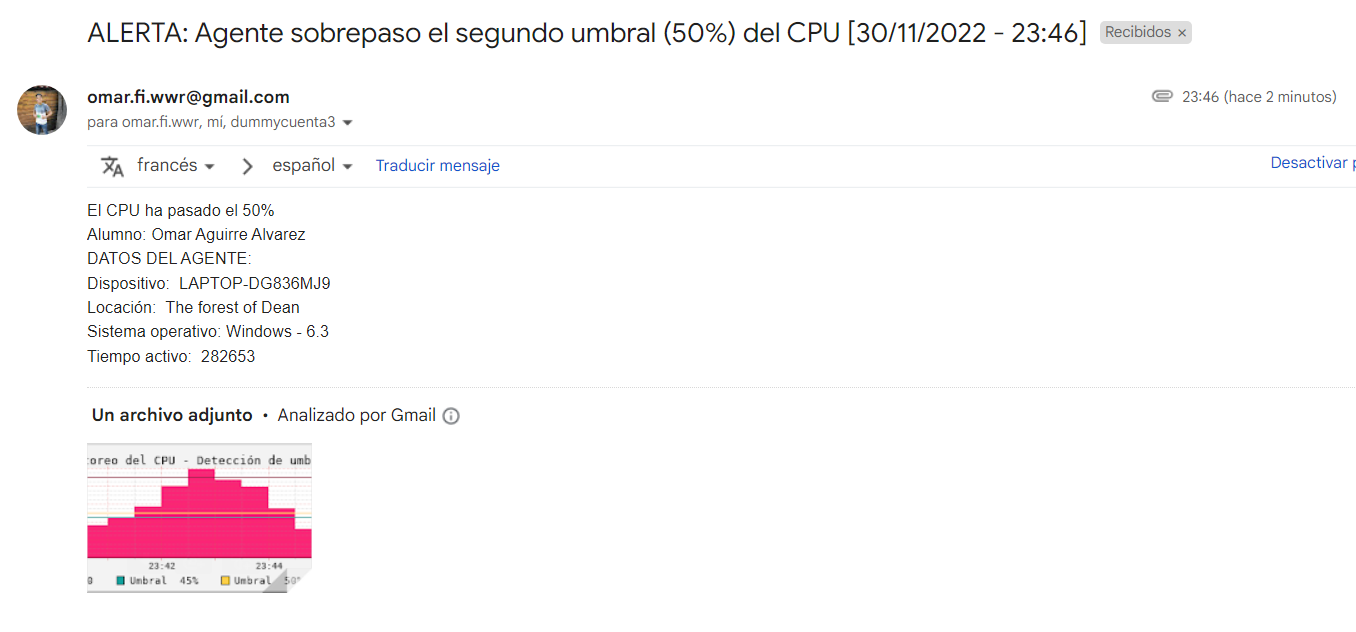 ALERTA: Agente sobrepaso el segundo umbral (50%) del CPU [30/11/2022 - 23:46] Recibidos ×
omar.fi.wwr@gmail.com
23:46 (hace 2 minutos)
para omar.fi.wwr, mí, dummycuenta3
francés > español Traducir mensaje
Desactivar p
El CPU ha pasado el 50%
Alumno: Omar Aguirre Alvarez
DATOS DEL AGENTE:
Dispositivo: LAPTOP-DG836MJ9
Locación: The forest of Dean
Sistema operativo: Windows - 6.3
Tiempo activo: 282653
Un archivo adjunto • Analizado por Gmail
oreo del CPU - Detección de umb
23:42 23:44
Umbral 45% Umbral 50%